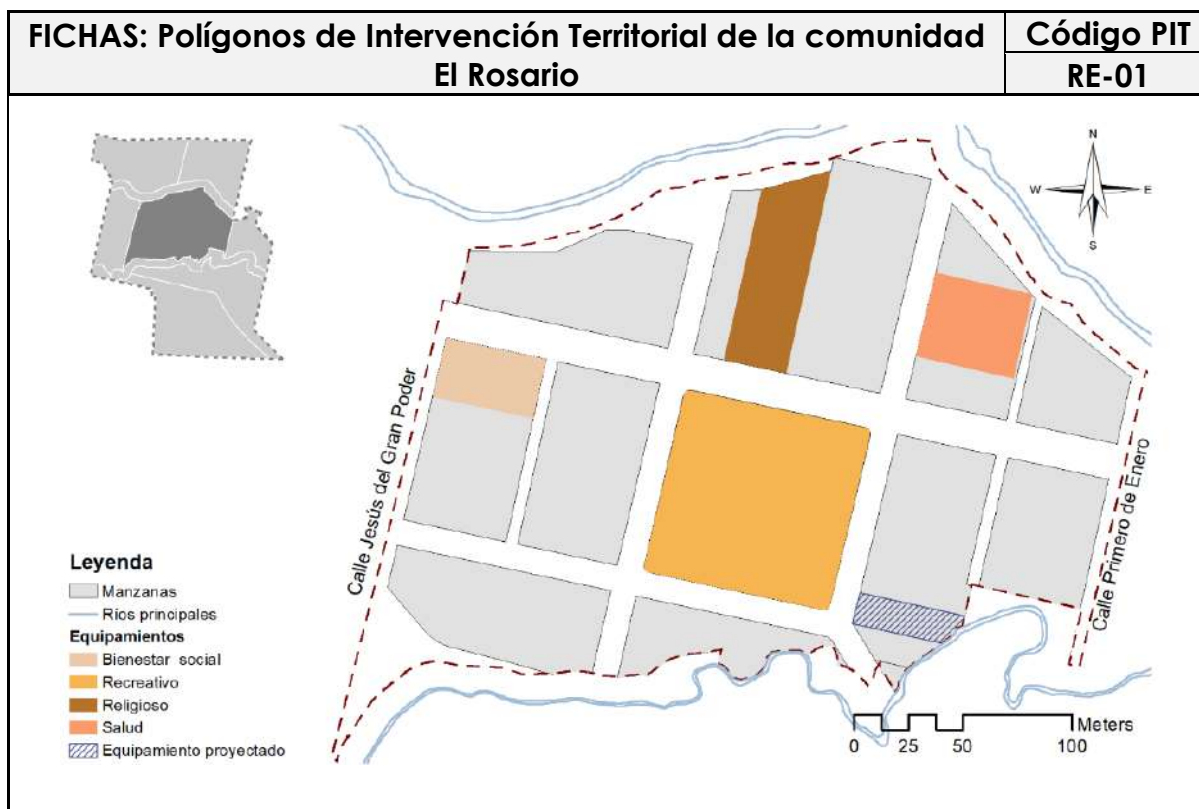 FICHAS: Polígonos de Intervención Territorial de la comunidad
El Rosario
Código PIT
RE-01
N
W
E
S
Calle Jesús del Gran Poder
Calle Primero de Enero
Leyenda
Manzanas
Ríos principales
Equipamientos
Bienestar social
Recreativo
Religioso
Salud
Equipamiento proyectado
Meters
0 25 50 100